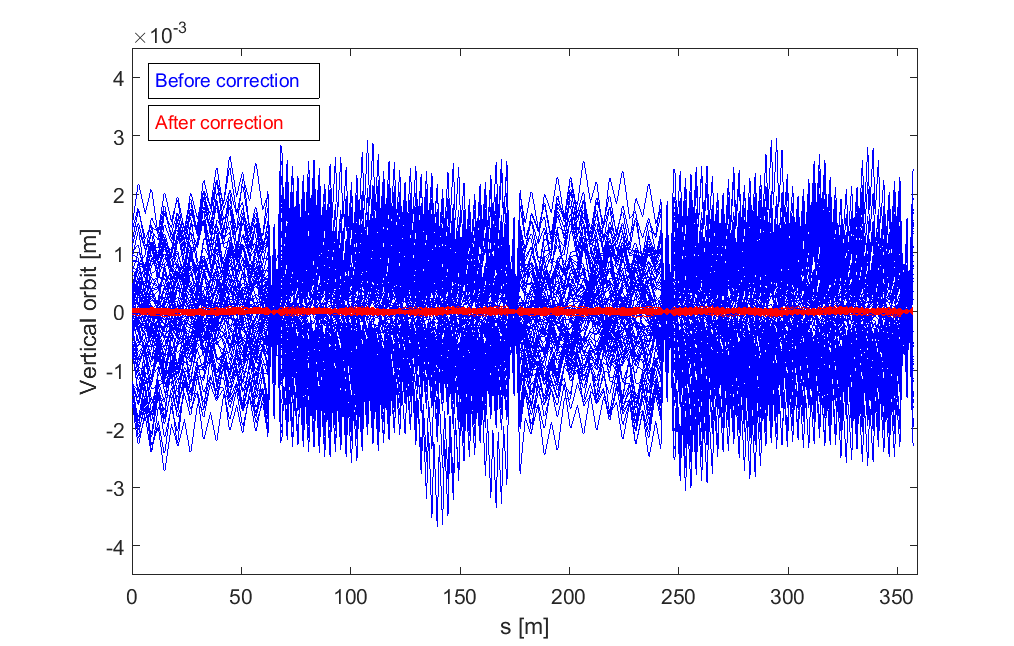 ×10-3
4
Before correction
After correction
3
2
1
0
-1
-2
-3
-4
Vertical orbit [m]
0 50 100 150 200 250 300 350
s [m]